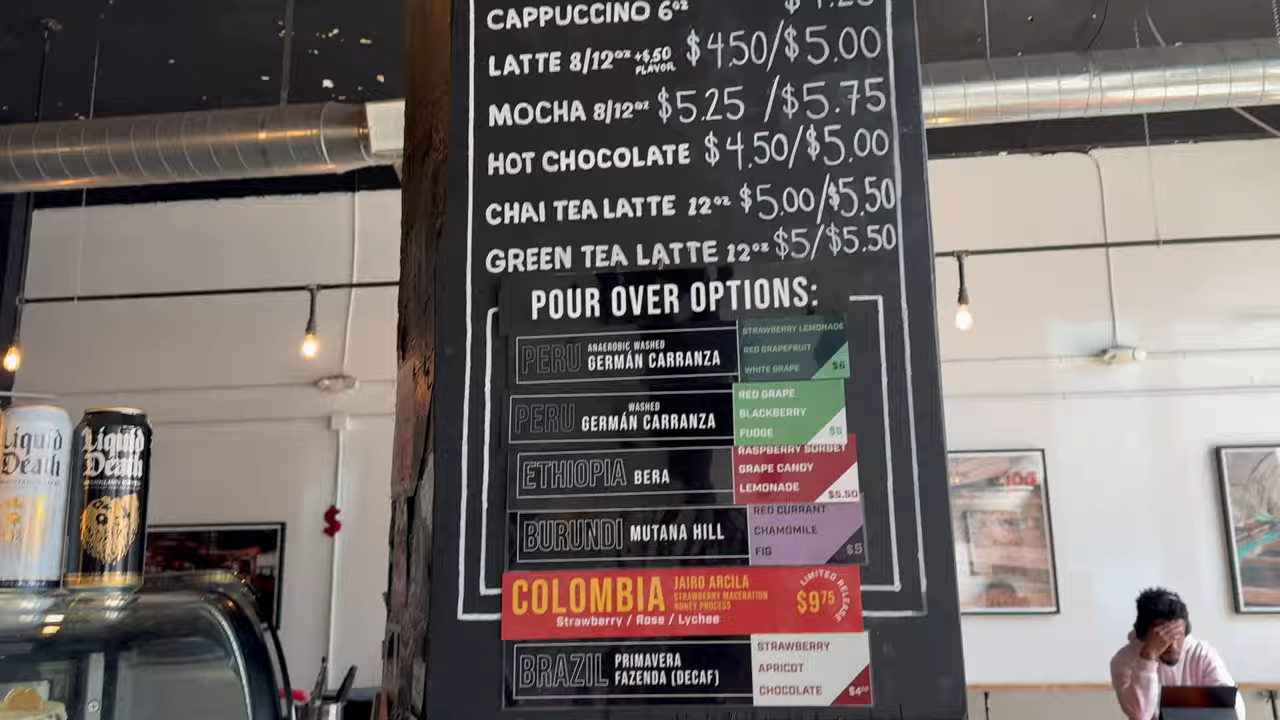 CAPPUCCINO 6oz
LATTE 8/12oz +$.50 FLAVOR $4.50/$5.00
MOCHA 8/12oz $5.25 /$5.75
HOT CHOCOLATE $4.50/$5.00
CHAI TEA LATTE 12oz $5.00/$5.50
GREEN TEA LATTE 12oz $5/$5.50
POUR OVER OPTIONS:
PERU ANAEROBIC WASHED GERMÁN CARRANZA
STRAWBERRY LEMONADE
RED GRAPEFRUIT
WHITE GRAPE $6
PERU WASHED GERMÁN CARRANZA
RED GRAPE
BLACKBERRY
FUDGE
ETHIOPIA BERA
RASPBERRY SORBET
GRAPE CANDY
LEMONADE $5.50
BURUNDI MUTANA HILL
RED CURRANT
CHAMOMILE
FIG $5
COLOMBIA JAIRO ARCILA
STRAWBERRY MACERATION
HONEY PROCESS
Strawberry / Rose / Lychee
LIMITED RELEASE
$9.75
BRAZIL PRIMAVERA
FAZENDA (DECAF)
STRAWBERRY
APRICOT
CHOCOLATE
Liquid Death
Liquid Death